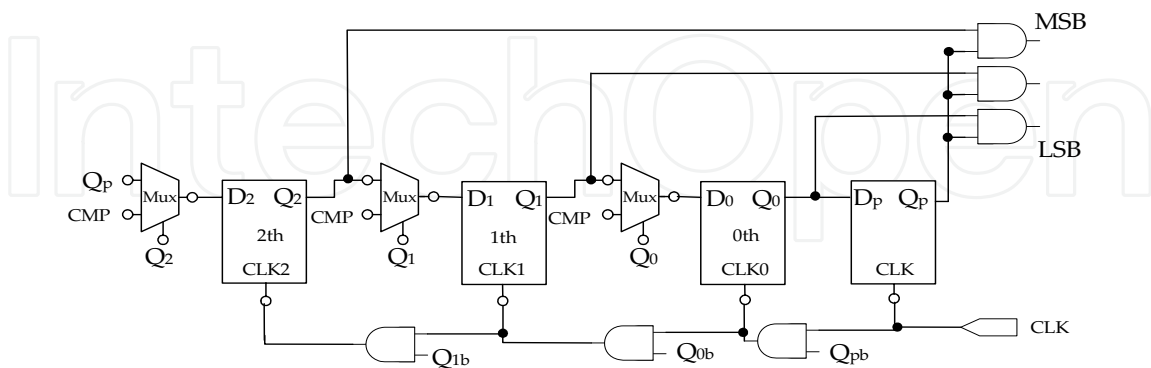 IntechOpen
MSB
LSB
Qp
CMP
Mux
Q2
D2 Q2
2th
CLK2
CMP
Mux
Q1
D1 Q1
1th
CLK1
CMP
Mux
Q0
D0 Q0
0th
CLK0
Dp Qp
CLK
Q1b
Q0b
Qpb
CLK